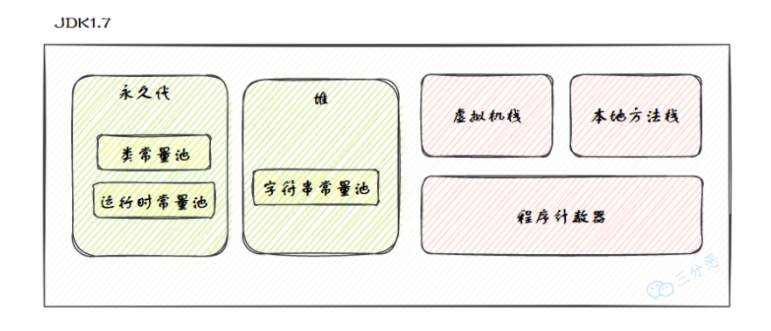 JDK1.7
永久代
类常量池
运行时常量池
堆
字符串常量池
虚拟机栈
本地方法栈
程序计数器
三分恶